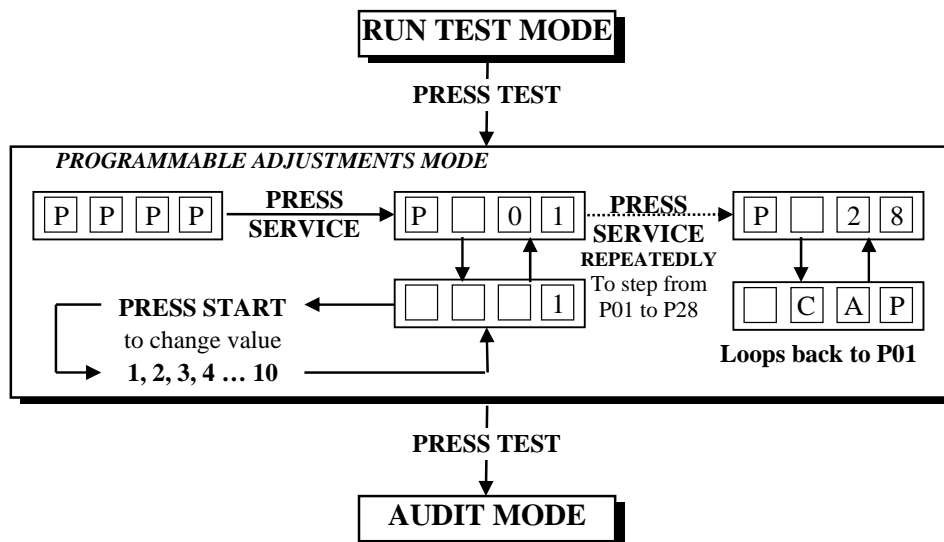 RUN TEST MODE
PRESS TEST
PROGRAMMABLE ADJUSTMENTS MODE
P P P P
PRESS
SERVICE
P 0 1
PRESS
SERVICE
REPEATEDLY
To step from
P01 to P28
P 2 8
1
C A P
Loops back to P01
PRESS START
to change value
1, 2, 3, 4 … 10
PRESS TEST
AUDIT MODE